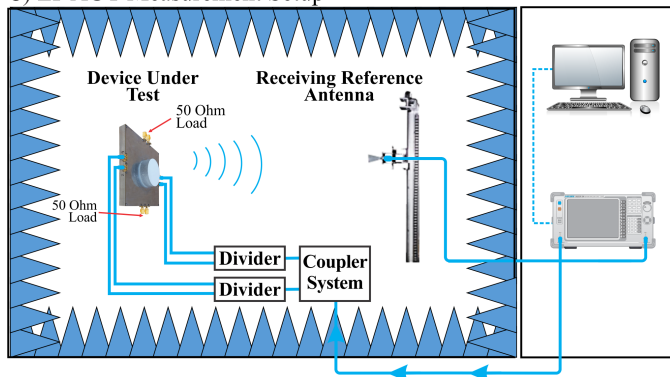 Device Under
Test
Receiving Reference
Antenna
50 Ohm
Load
50 Ohm
Load
Divider
Divider
Coupler
System